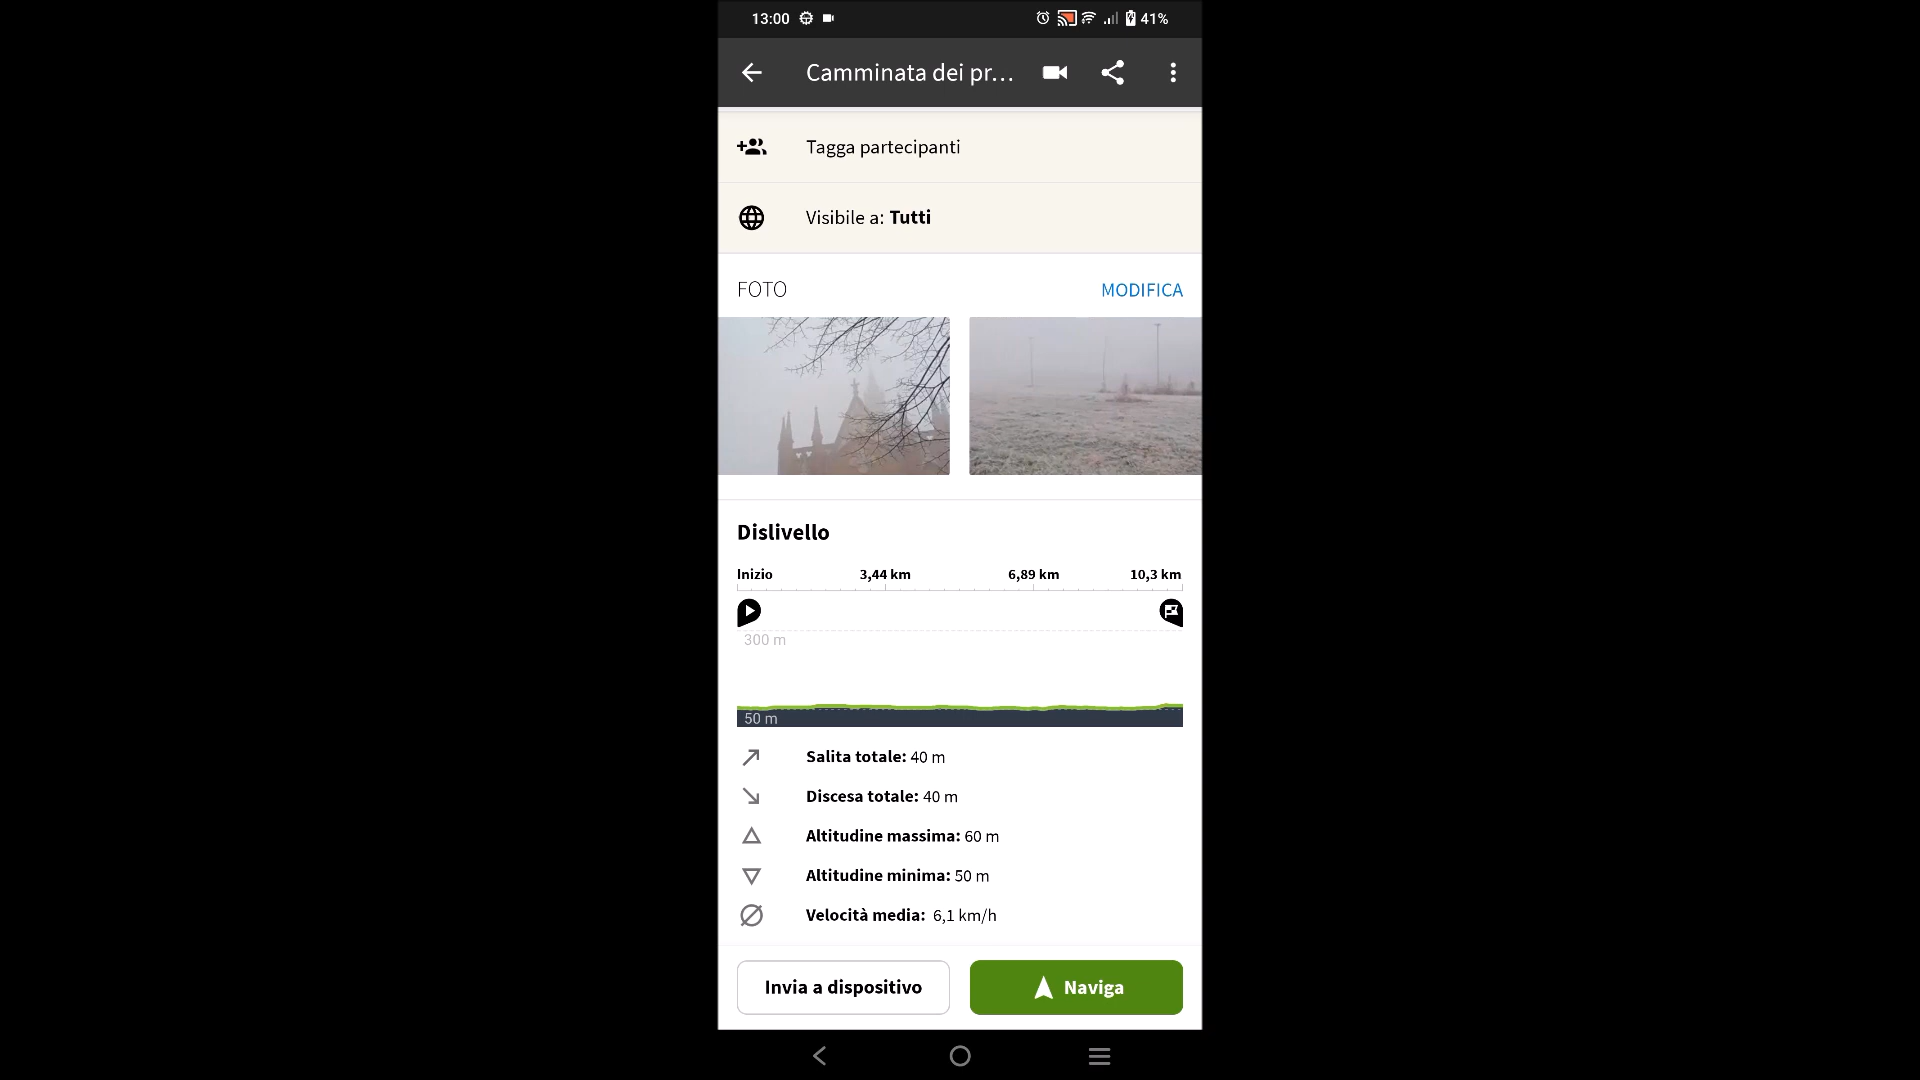 13:00
41%
Camminata dei pr...
Tagga partecipanti
Visibile a: Tutti
FOTO
MODIFICA
Dislivello
Inizio 3,44 km 6,89 km 10,3 km
300 m
50 m
Salita totale: 40 m
Discesa totale: 40 m
Altitudine massima: 60 m
Altitudine minima: 50 m
Velocità media: 6,1 km/h
Invia a dispositivo
Naviga